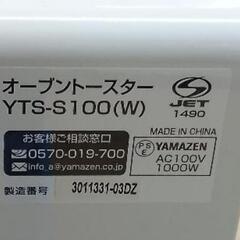 オーブントースター
YTS-S100(W)
JET
1490
お客様ご相談窓口
0570-019-700
a@yamazen.co.jp
製造番号 3011331-03DZ
MADE IN CHINA
PSE YAMAZEN
AC100V
1000W